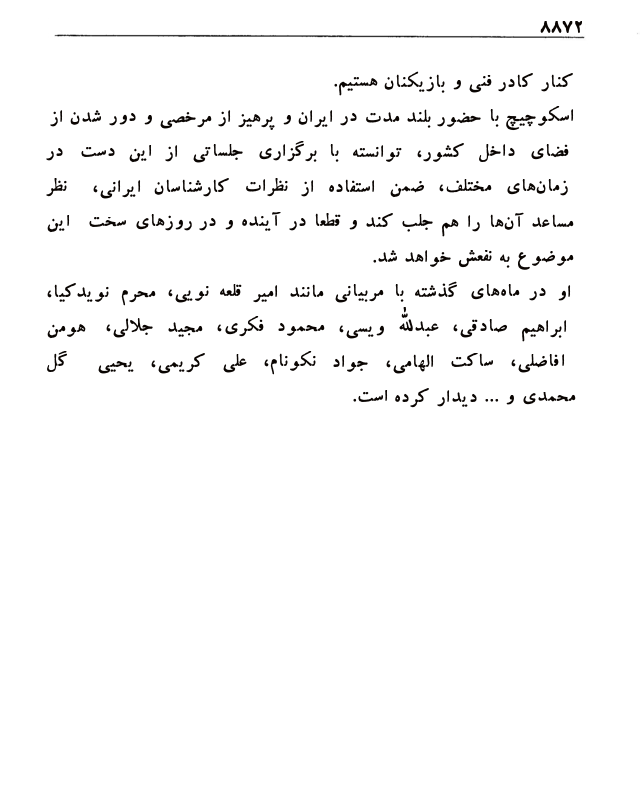 ۸۸۷۲
کنار کادر فنی و بازیکنان هستیم.
اسکوچیچ با حضور بلند مدت در ایران و پرهیز از مرخصی و دور شدن از
فضای داخل کشور، توانسته با برگزاری جلساتی از این دست در
زمان‌های مختلف، ضمن استفاده از نظرات کارشناسان ایرانی، نظر
مساعد آن‌ها را هم جلب کند و قطعا در آینده و در روزهای سخت این
موضوع به نفعش خواهد شد.
او در ماه‌های گذشته با مربیانی مانند امیر قلعه نویی، محرم نویدکیا،
ابراهیم صادقی، عبدلله ویسی، محمود فکری، مجید جلالی، هومن
افاضلی، ساکت الهامی، جواد نکونام، علی کریمی، یحیی گل
محمدی و ... دیدار کرده است.